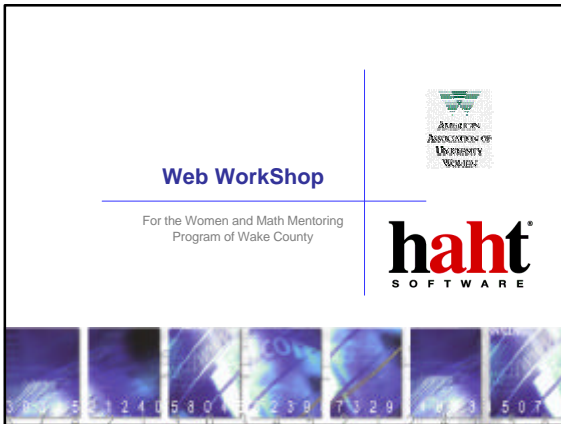 Web WorkShop
For the Women and Math Mentoring
Program of Wake County
AMERICAN
ASSOCIATION OF
UNIVERSITY
WOMEN
haht®
SOFTWARE